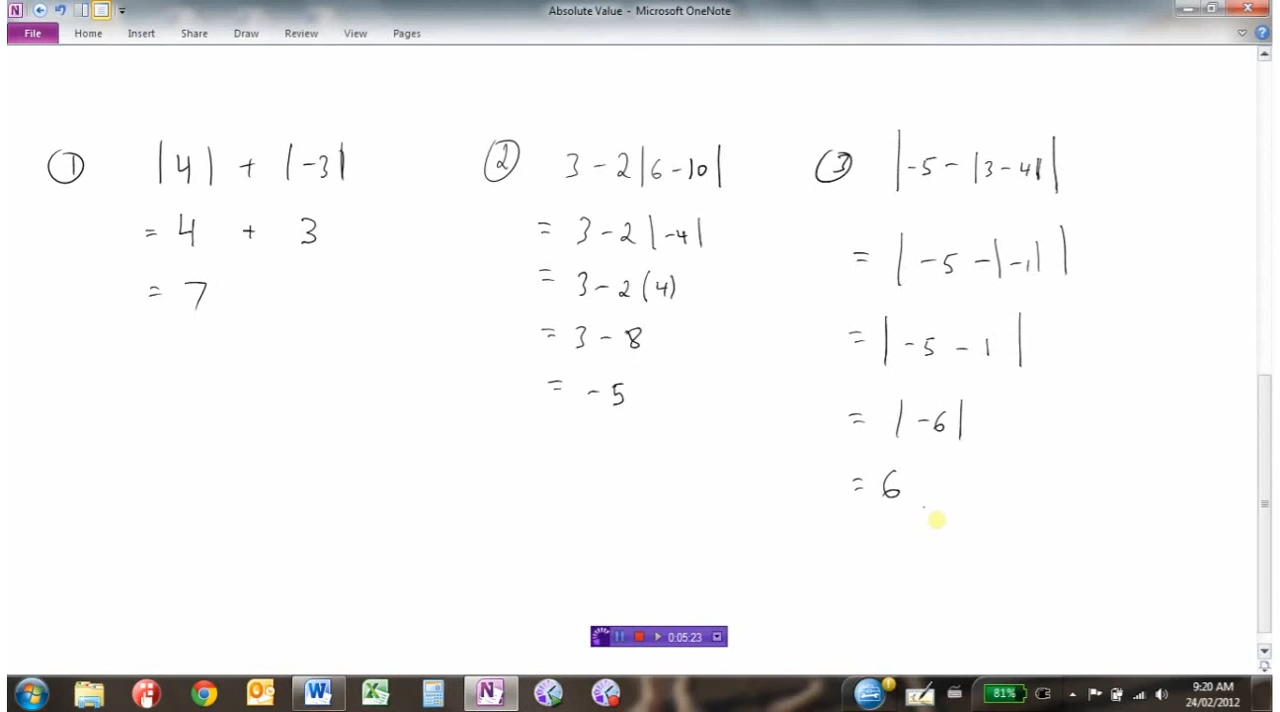 Absolute Value - Microsoft OneNote
File Home Insert Share Draw Review View Pages
① |4| + |-3|
= 4 + 3
= 7
② 3 - 2|6 - 10|
= 3 - 2|-4|
= 3 - 2(4)
= 3 - 8
= -5
③ |-5 - |3 - 4||
= |-5 - |-1||
= |-5 - 1|
= |-6|
= 6
0:05:23
81%
9:20 AM
24/02/2012